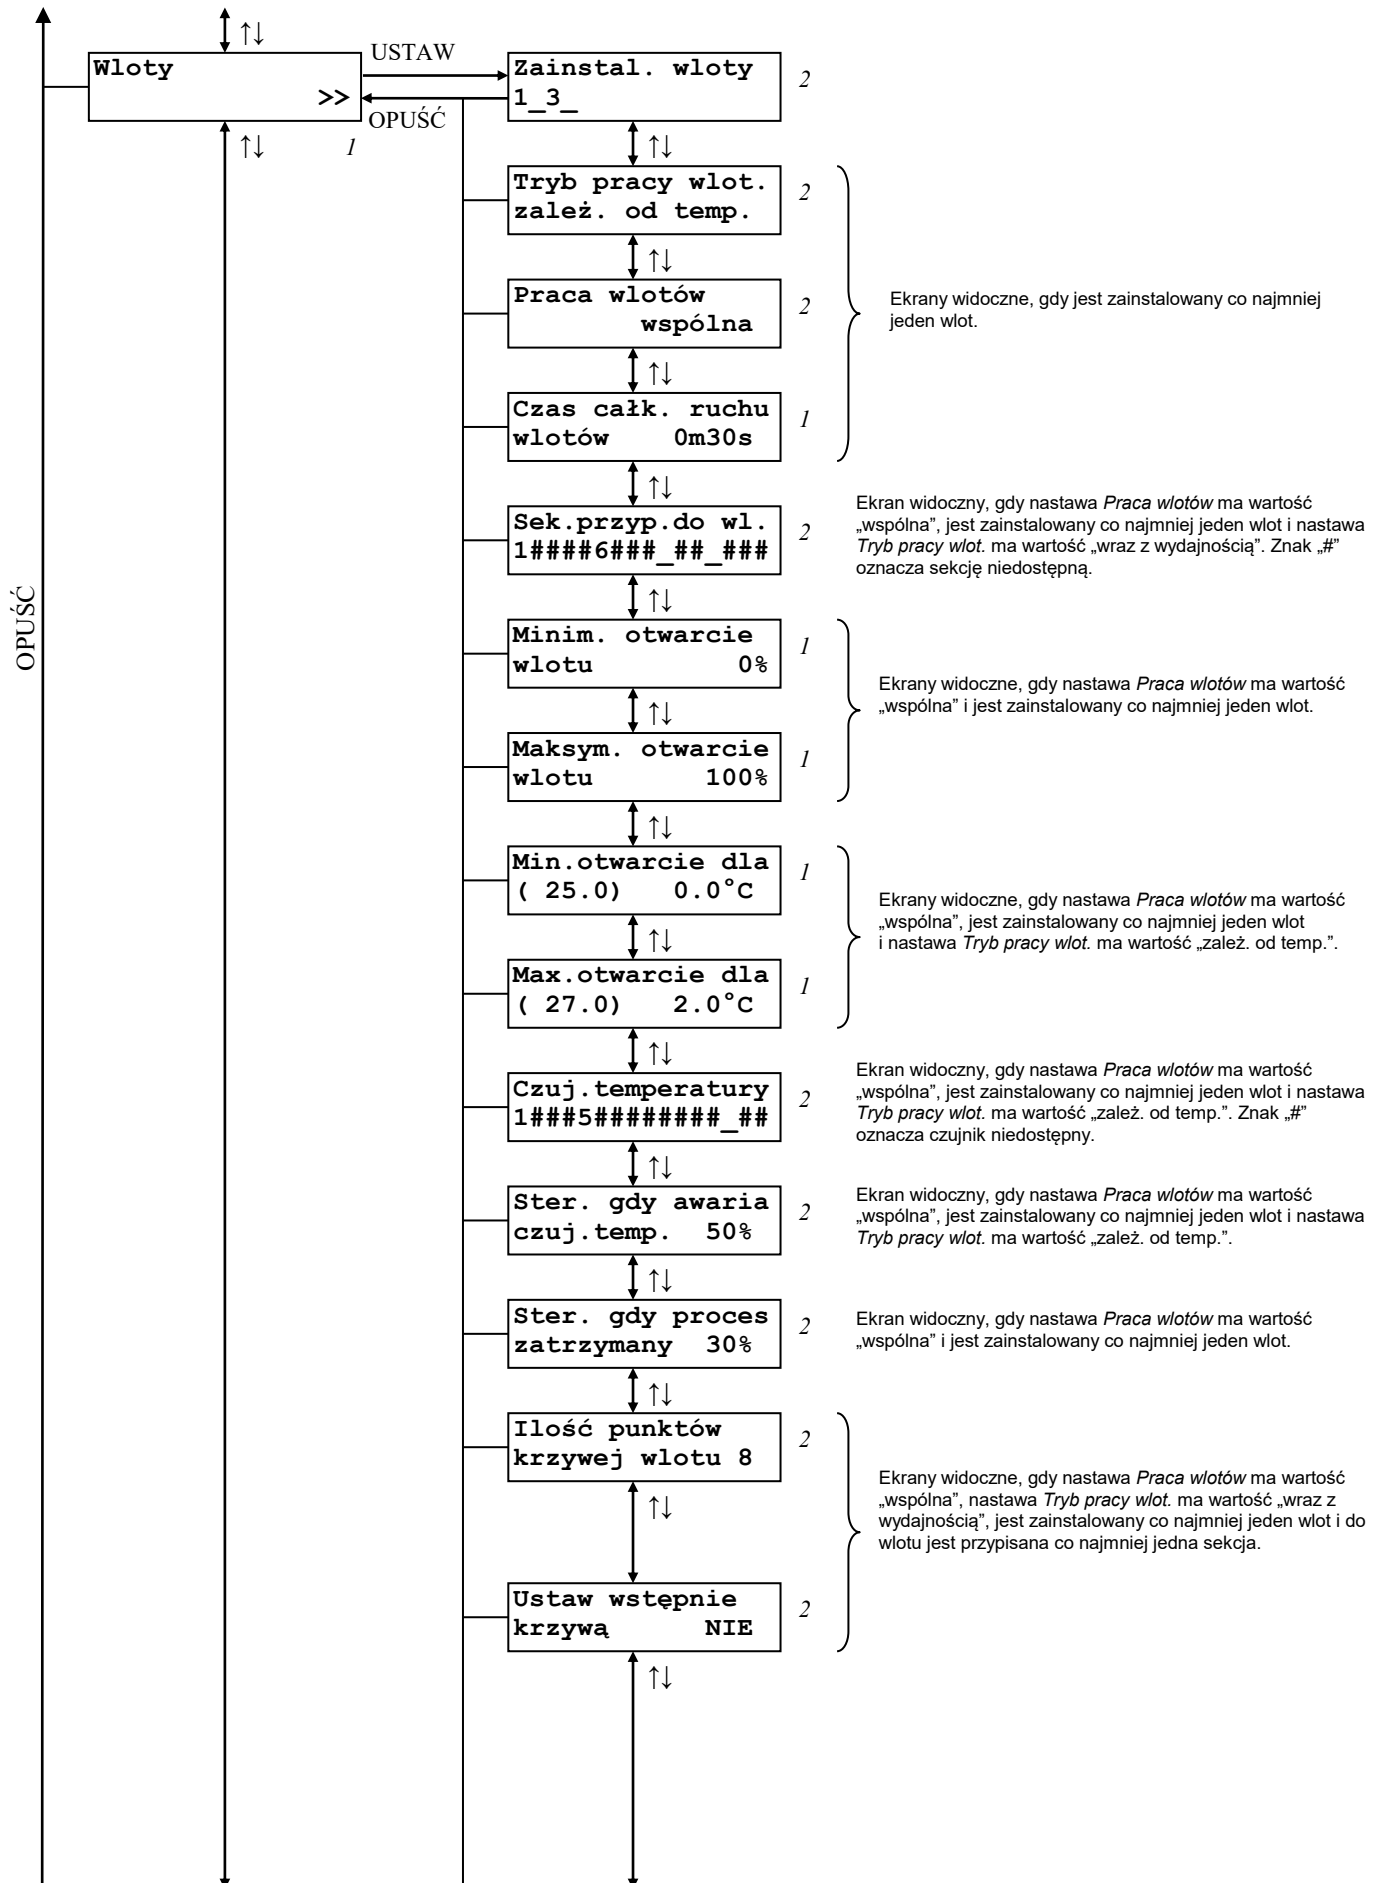 ↑↓
Wloty
>>
USTAW
OPUŚĆ
↑↓
1
Zainstal. wloty
1_3_
2
↑↓
Tryb pracy wlot.
zależ. od temp.
2
↑↓
Praca wlotów
wspólna
2
Ekrany widoczne, gdy jest zainstalowany co najmniej
jeden wlot.
↑↓
Czas całk. ruchu
wlotów 0m30s
1
↑↓
Sek.przyp.do wl.
1####6###_##_###
2
Ekran widoczny, gdy nastawa Praca wlotów ma wartość
„wspólna”, jest zainstalowany co najmniej jeden wlot i nastawa
Tryb pracy wlot. ma wartość „wraz z wydajnością”. Znak „#”
oznacza sekcję niedostępną.
↑↓
OPUŚĆ
Minim. otwarcie
wlotu 0%
1
Ekrany widoczne, gdy nastawa Praca wlotów ma wartość
„wspólna” i jest zainstalowany co najmniej jeden wlot.
↑↓
Maksym. otwarcie
wlotu 100%
1
↑↓
Min.otwarcie dla
( 25.0) 0.0°C
1
Ekrany widoczne, gdy nastawa Praca wlotów ma wartość
„wspólna”, jest zainstalowany co najmniej jeden wlot
i nastawa Tryb pracy wlot. ma wartość „zależ. od temp.”.
↑↓
Max.otwarcie dla
( 27.0) 2.0°C
1
↑↓
Czuj.temperatury
1###5########_##
2
Ekran widoczny, gdy nastawa Praca wlotów ma wartość
„wspólna”, jest zainstalowany co najmniej jeden wlot i nastawa
Tryb pracy wlot. ma wartość „zależ. od temp.”. Znak „#”
oznacza czujnik niedostępny.
↑↓
Ster. gdy awaria
czuj.temp. 50%
2
Ekran widoczny, gdy nastawa Praca wlotów ma wartość
„wspólna”, jest zainstalowany co najmniej jeden wlot i nastawa
Tryb pracy wlot. ma wartość „zależ. od temp.”.
↑↓
Ster. gdy proces
zatrzymany 30%
2
Ekran widoczny, gdy nastawa Praca wlotów ma wartość
„wspólna” i jest zainstalowany co najmniej jeden wlot.
↑↓
Ilość punktów
krzywej wlotu 8
2
Ekrany widoczne, gdy nastawa Praca wlotów ma wartość
„wspólna”, nastawa Tryb pracy wlot. ma wartość „wraz z
wydajnością”, jest zainstalowany co najmniej jeden wlot i do
wlotu jest przypisana co najmniej jedna sekcja.
↑↓
Ustaw wstępnie
krzywą NIE
2
↑↓